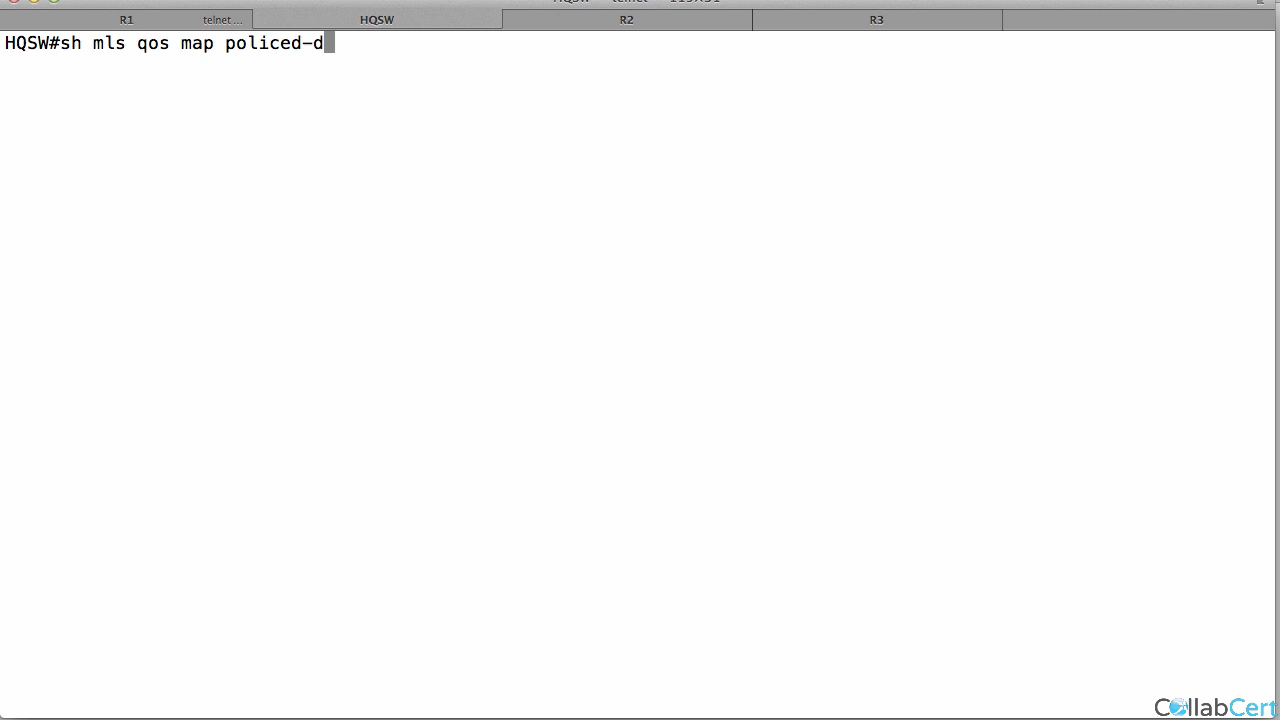 R1
telnet ...
HQSW
R2
R3
HQSW#sh mls qos map policed-d
CollabCert